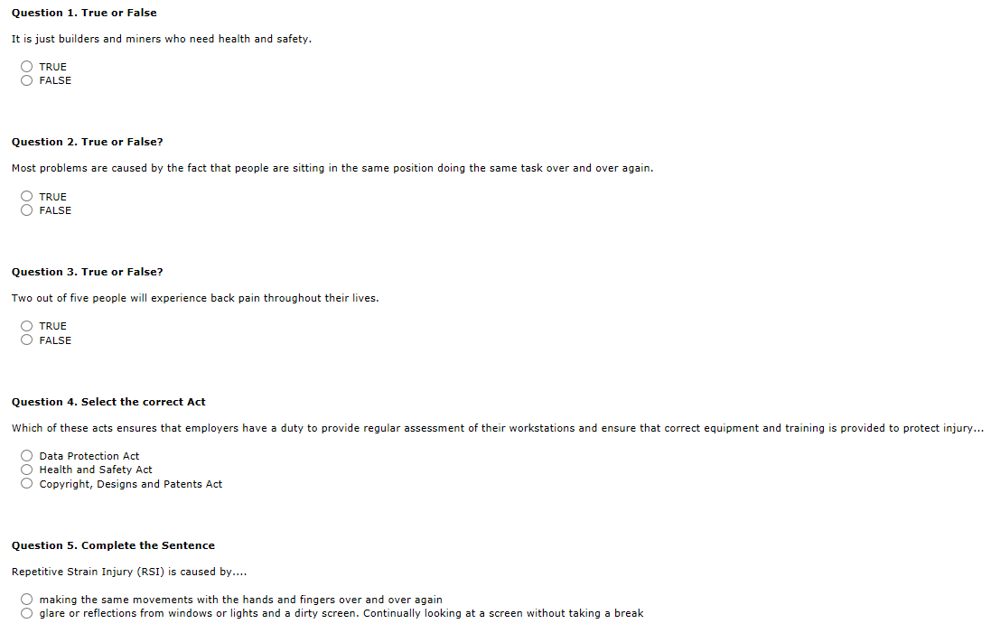 Question 1. True or False
It is just builders and miners who need health and safety.
TRUE
FALSE
Question 2. True or False?
Most problems are caused by the fact that people are sitting in the same position doing the same task over and over again.
TRUE
FALSE
Question 3. True or False?
Two out of five people will experience back pain throughout their lives.
TRUE
FALSE
Question 4. Select the correct Act
Which of these acts ensures that employers have a duty to provide regular assessment of their workstations and ensure that correct equipment and training is provided to protect injury...
Data Protection Act
Health and Safety Act
Copyright, Designs and Patents Act
Question 5. Complete the Sentence
Repetitive Strain Injury (RSI) is caused by....
making the same movements with the hands and fingers over and over again
glare or reflections from windows or lights and a dirty screen. Continually looking at a screen without taking a break